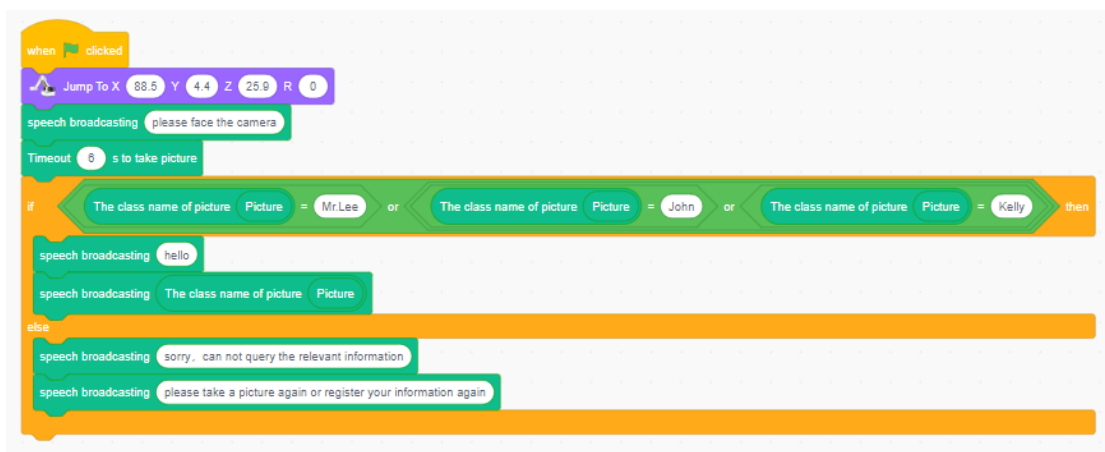 when clicked
Jump To X 88.5 Y 4.4 Z 25.9 R 0
speech broadcasting please face the camera
Timeout 6 s to take picture
if The class name of picture Picture = Mr.Lee or The class name of picture Picture = John or The class name of picture Picture = Kelly then
speech broadcasting hello
speech broadcasting The class name of picture Picture
else
speech broadcasting sorry, can not query the relevant information
speech broadcasting please take a picture again or register your information again